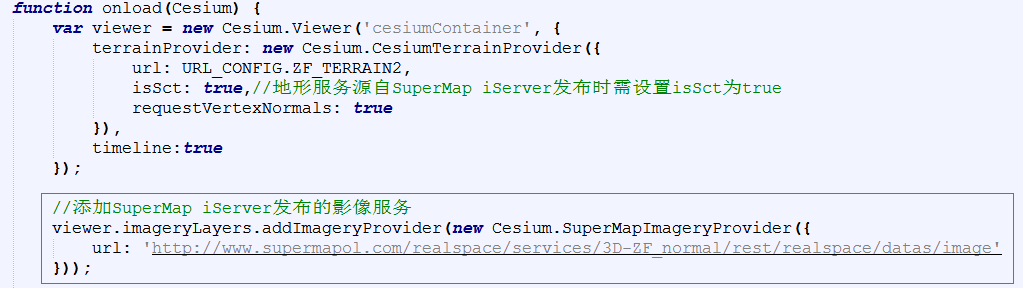 function onload(Cesium) {
var viewer = new Cesium.Viewer('cesiumContainer', {
terrainProvider: new Cesium.CesiumTerrainProvider({
url: URL_CONFIG.ZF_TERRAIN2,
isSct: true,//地形服务源自SuperMap iServer发布时需设置isSct为true
requestVertexNormals: true
}),
timeline:true
});
//添加SuperMap iServer发布的影像服务
viewer.imageryLayers.addImageryProvider(new Cesium.SuperMapImageryProvider({
url: 'http://www.supermapol.com/realspace/services/3D-ZF_normal/rest/realspace/datas/image'
}));